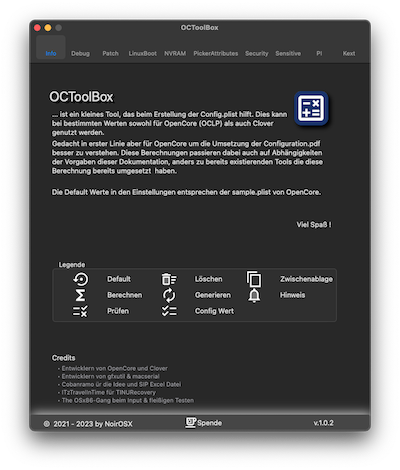 OCToolBox
Info Debug Patch LinuxBoot NVRAM PickerAttributes Security Sensitive PI Kext
OCToolBox
... ist ein kleines Tool, das beim Erstellung der Config.plist hilft. Dies kann
bei bestimmten Werten sowohl für OpenCore (OCLP) als auch Clover
genutzt werden.
Gedacht in erster Linie aber für OpenCore um die Umsetzung der Configuration.pdf
besser zu verstehen. Diese Berechnungen passieren dabei auch auf Abhängigkeiten
der Vorgaben dieser Dokumentation, anders zu bereits existierenden Tools die diese
Berechnung bereits umgesetzt haben.
Die Default Werte in den Einstellungen entsprechen der sample.plist von OpenCore.
Viel Spaß !
Legende
Default Löschen Zwischenablage
Berechnen Generieren Hinweis
Prüfen Config Wert
Credits
- Entwicklern von OpenCore und Clover
- Entwicklern von gfxutil & macserial
- Cobanramo ür die Idee und SIP Excel Datei
- ITzTravelInTime für TINURecovery
- The OSx86-Gang beim Input & fleißigen Testen
© 2021 - 2023 by NoirOSX Spende v.1.0.2